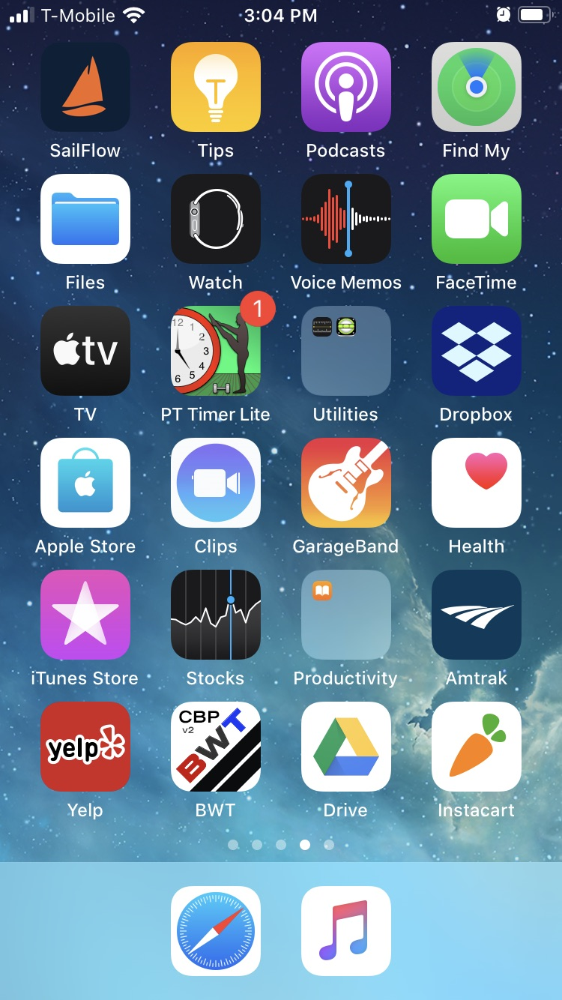 T-Mobile 3:04 PM
SailFlow Tips Podcasts Find My
Files Watch Voice Memos FaceTime
1
12 1 2 3 4 5 6
tv
TV PT Timer Lite Utilities Dropbox
Apple Store Clips GarageBand Health
iTunes Store Stocks Productivity Amtrak
yelp
CBP
v2
BWT
Yelp BWT Drive Instacart